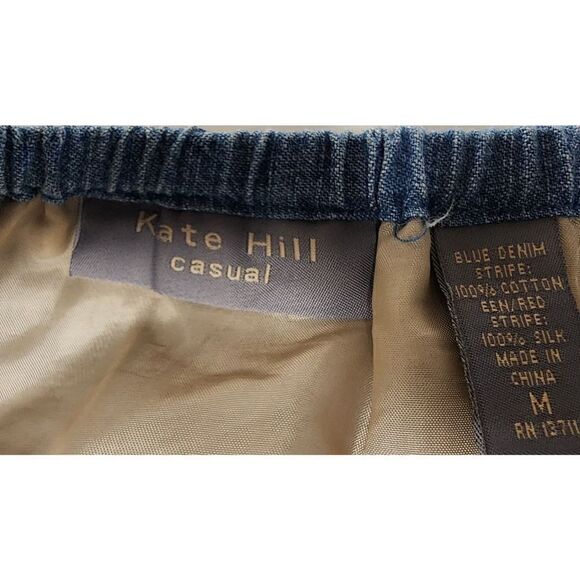 Kate Hill
casual
BLUE DENIM
STRIPE:
100% COTTON
EEN/RED
STRIPE:
100% SILK
MADE IN
CHINA
M
RN 13711